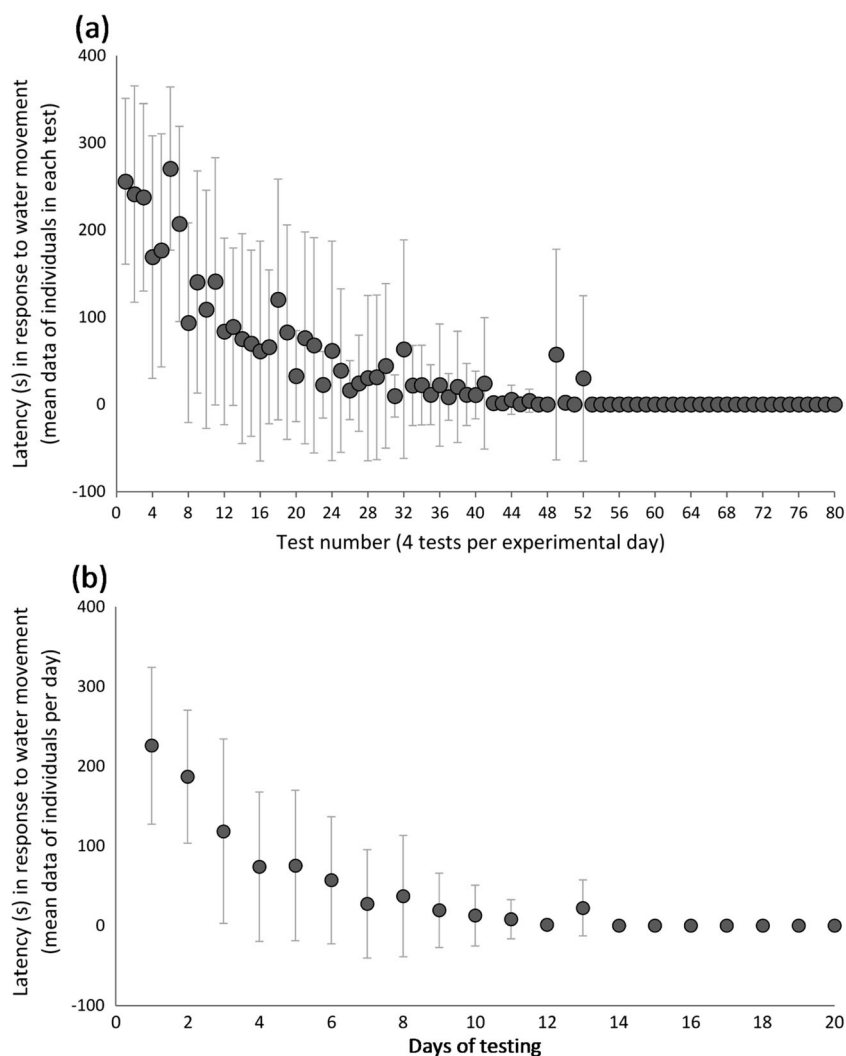 (a)
Latency (s) in response to water movement
(mean data of individuals in each test)
400
300
200
100
0
-100
0 4 8 12 16 20 24 28 32 36 40 44 48 52 56 60 64 68 72 76 80
Test number (4 tests per experimental day)
(b)
Latency (s) in response to water movement
(mean data of individuals per day)
400
300
200
100
0
-100
0 2 4 6 8 10 12 14 16 18 20
Days of testing